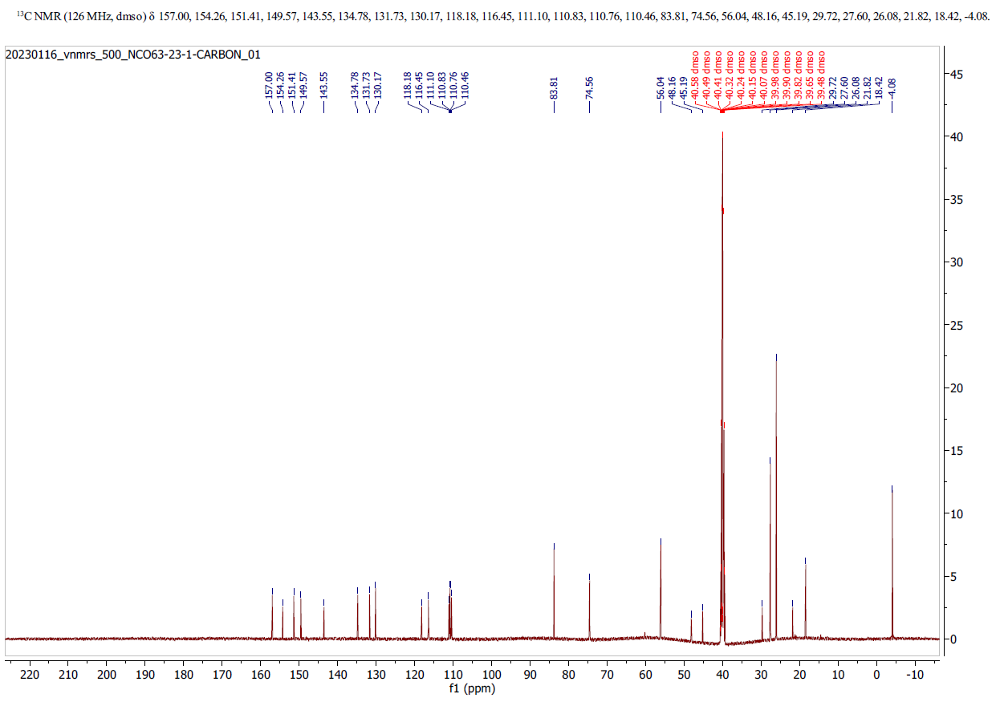 ¹³C NMR (126 MHz, dmso) δ 157.00, 154.26, 151.41, 149.57, 143.55, 134.78, 131.73, 130.17, 118.18, 116.45, 111.10, 110.83, 110.76, 110.46, 83.81, 74.56, 56.04, 48.16, 45.19, 29.72, 27.60, 26.08, 21.82, 18.42, -4.08.
20230116_vnmrs_500_NCO63-23-1-CARBON_01
157.00
154.26
151.41
149.57
143.55
134.78
131.73
130.17
118.18
116.45
111.10
110.83
110.76
110.46
83.81
74.56
56.04
48.16
45.19
40.58 dmso
40.49 dmso
40.41 dmso
40.32 dmso
40.24 dmso
40.15 dmso
40.07 dmso
39.98 dmso
39.90 dmso
39.82 dmso
39.65 dmso
39.48 dmso
29.72
27.60
26.08
21.82
18.42
-4.08
45
40
35
30
25
20
15
10
5
0
220 210 200 190 180 170 160 150 140 130 120 110 100 90 80 70 60 50 40 30 20 10 0 -10
f1 (ppm)